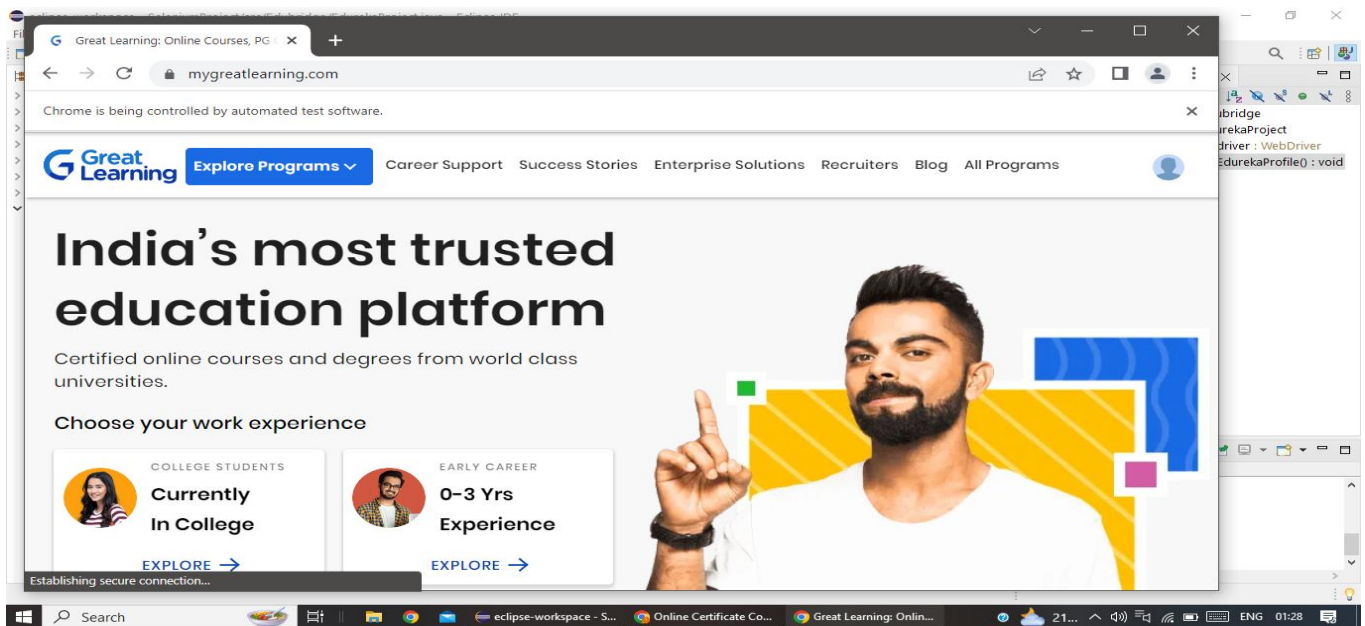 Great Learning: Online Courses, PG
mygreatlearning.com
Chrome is being controlled by automated test software.
Great Learning
Explore Programs
Career Support Success Stories Enterprise Solutions Recruiters Blog All Programs
EdurekaProfile() : void
driver : WebDriver
India's most trusted
education platform
Certified online courses and degrees from world class
universities.
Choose your work experience
COLLEGE STUDENTS
Currently
In College
EXPLORE →
EARLY CAREER
0-3 Yrs
Experience
EXPLORE →
Establishing secure connection...
Search
eclipse-workspace - S...
Online Certificate Co...
Great Learning: Onlin...
21...
ENG
01:28